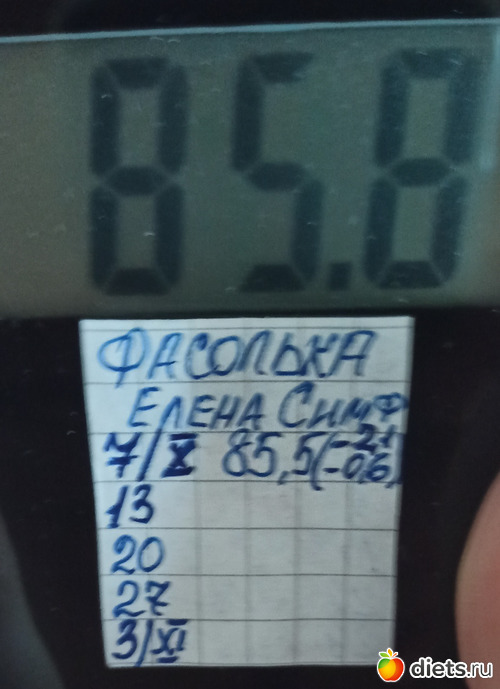 85.8
ФАСОЛЬКА
ЕЛЕНА СИМФ
7/X 85,5(-2,1
-0,6)
13
20
27
3/XI
diets.ru